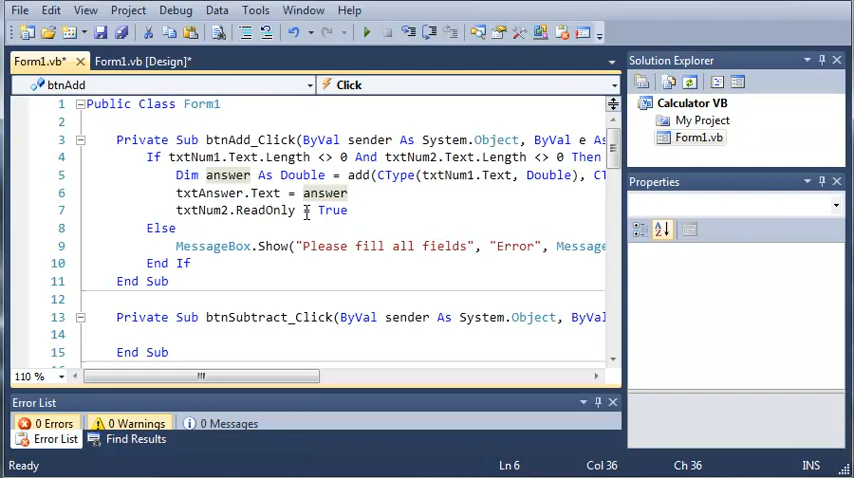 File Edit View Project Debug Data Tools Window Help
Form1.vb* Form1.vb [Design]*
btnAdd Click
1 Public Class Form1
2
3 Private Sub btnAdd_Click(ByVal sender As System.Object, ByVal e As
4 If txtNum1.Text.Length <> 0 And txtNum2.Text.Length <> 0 Then
5 Dim answer As Double = add(CType(txtNum1.Text, Double), CT
6 txtAnswer.Text = answer
7 txtNum2.ReadOnly = True
8 Else
9 MessageBox.Show("Please fill all fields", "Error", Message
10 End If
11 End Sub
12
13 Private Sub btnSubtract_Click(ByVal sender As System.Object, ByVal
14
15 End Sub
110 %
Solution Explorer
Calculator VB
My Project
Form1.vb
Properties
Error List
0 Errors 0 Warnings 0 Messages
Error List Find Results
Ready Ln 6 Col 36 Ch 36 INS